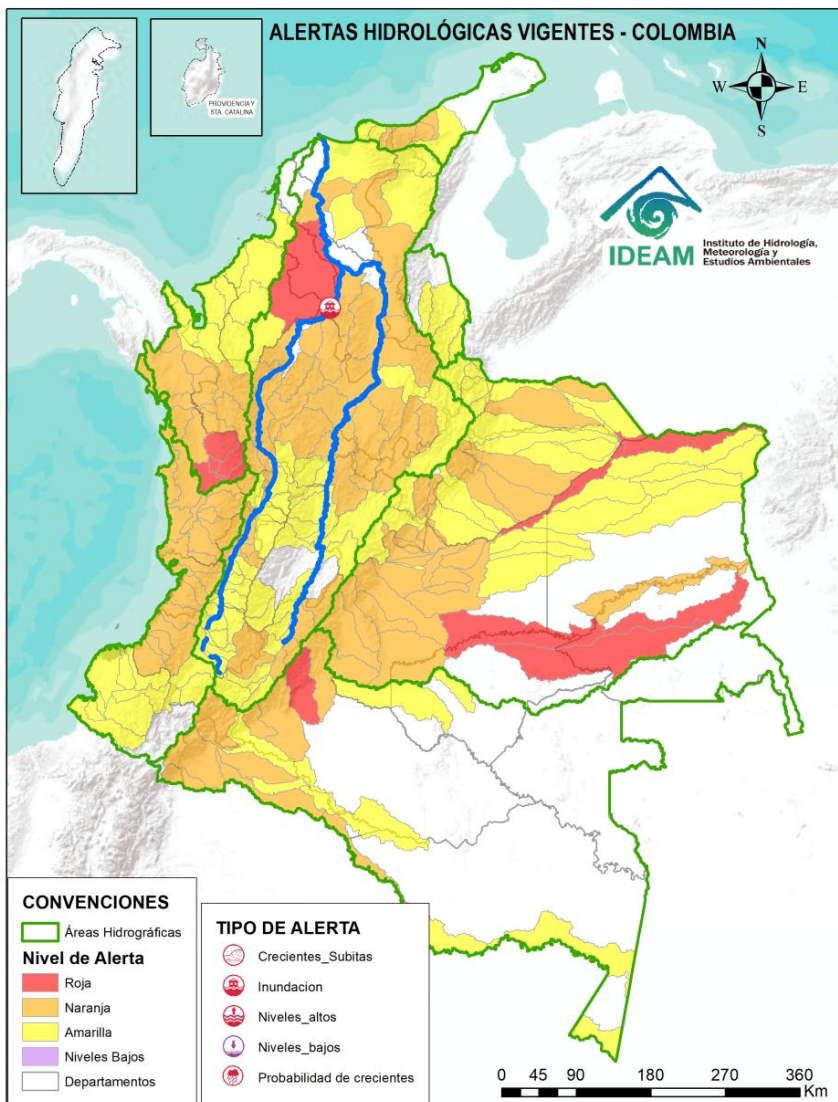 ALERTAS HIDROLÓGICAS VIGENTES - COLOMBIA
PROVIDENCIA Y
STA. CATALINA
N
W
E
S
IDEAM
Instituto de Hidrología,
Meteorología y
Estudios Ambientales
CONVENCIONES
Áreas Hidrográficas
Nivel de Alerta
Roja
Naranja
Amarilla
Niveles Bajos
Departamentos
TIPO DE ALERTA
Crecientes_Subitas
Inundacion
Niveles_altos
Niveles_bajos
Probabilidad de crecientes
0 45 90 180 270 360
Km